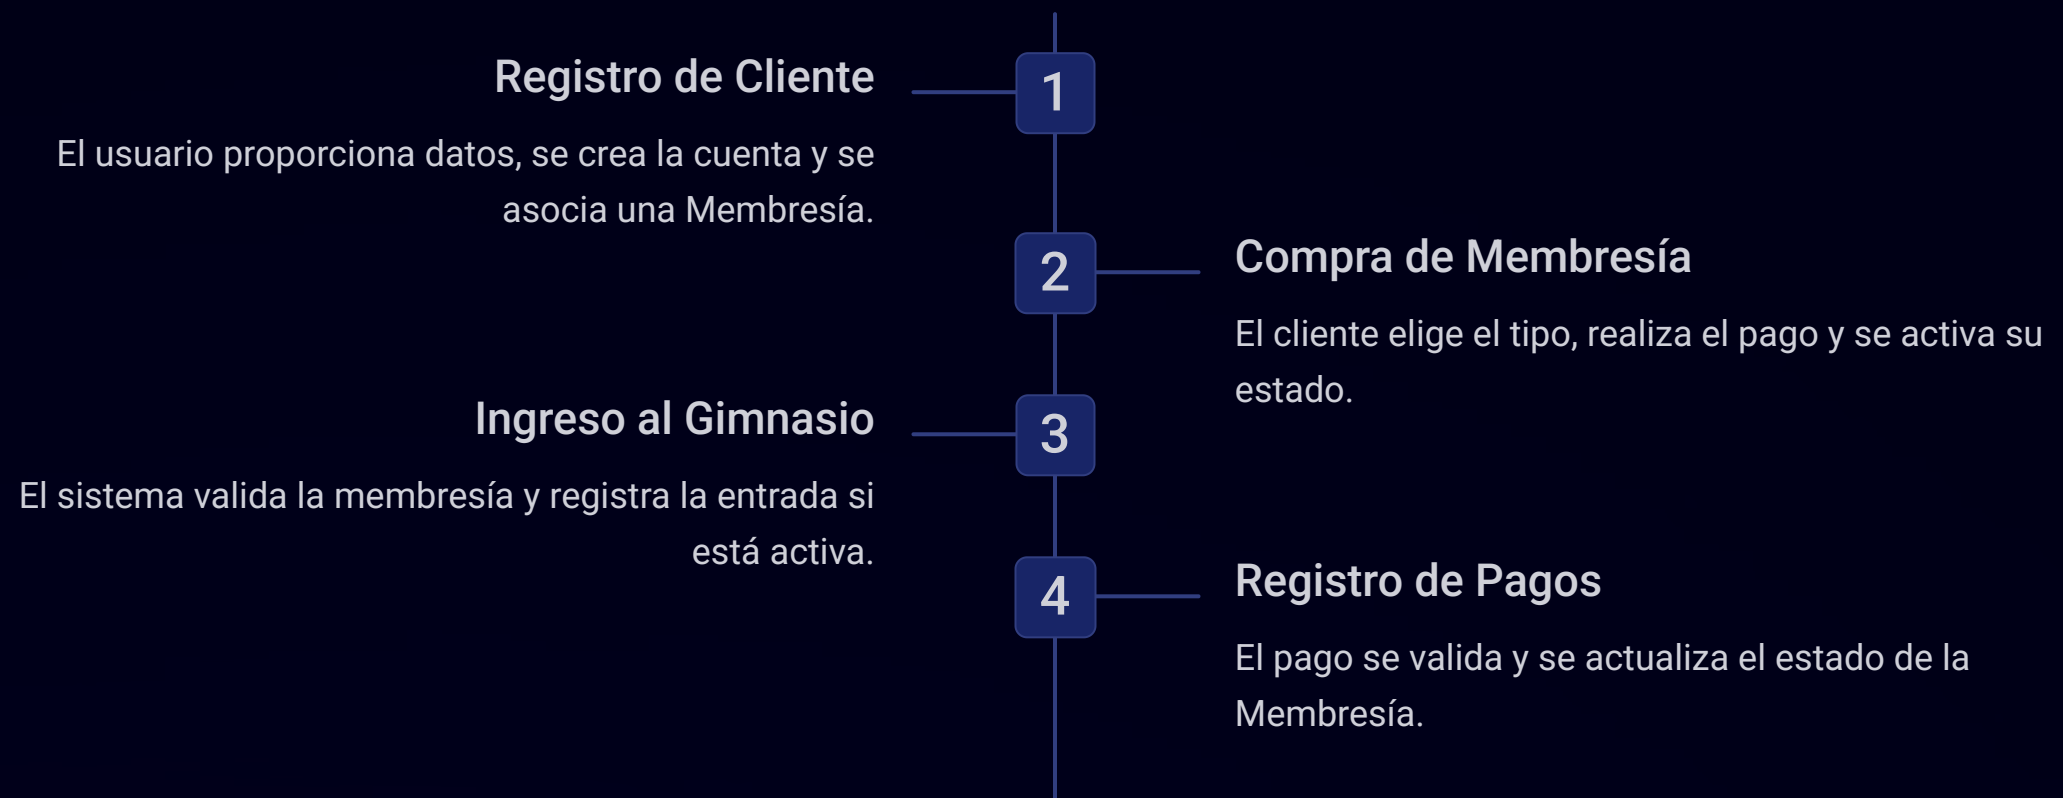 Registro de Cliente
1
El usuario proporciona datos, se crea la cuenta y se
asocia una Membresía.
2
Compra de Membresía
El cliente elige el tipo, realiza el pago y se activa su
estado.
Ingreso al Gimnasio
3
El sistema valida la membresía y registra la entrada si
está activa.
4
Registro de Pagos
El pago se valida y se actualiza el estado de la
Membresía.